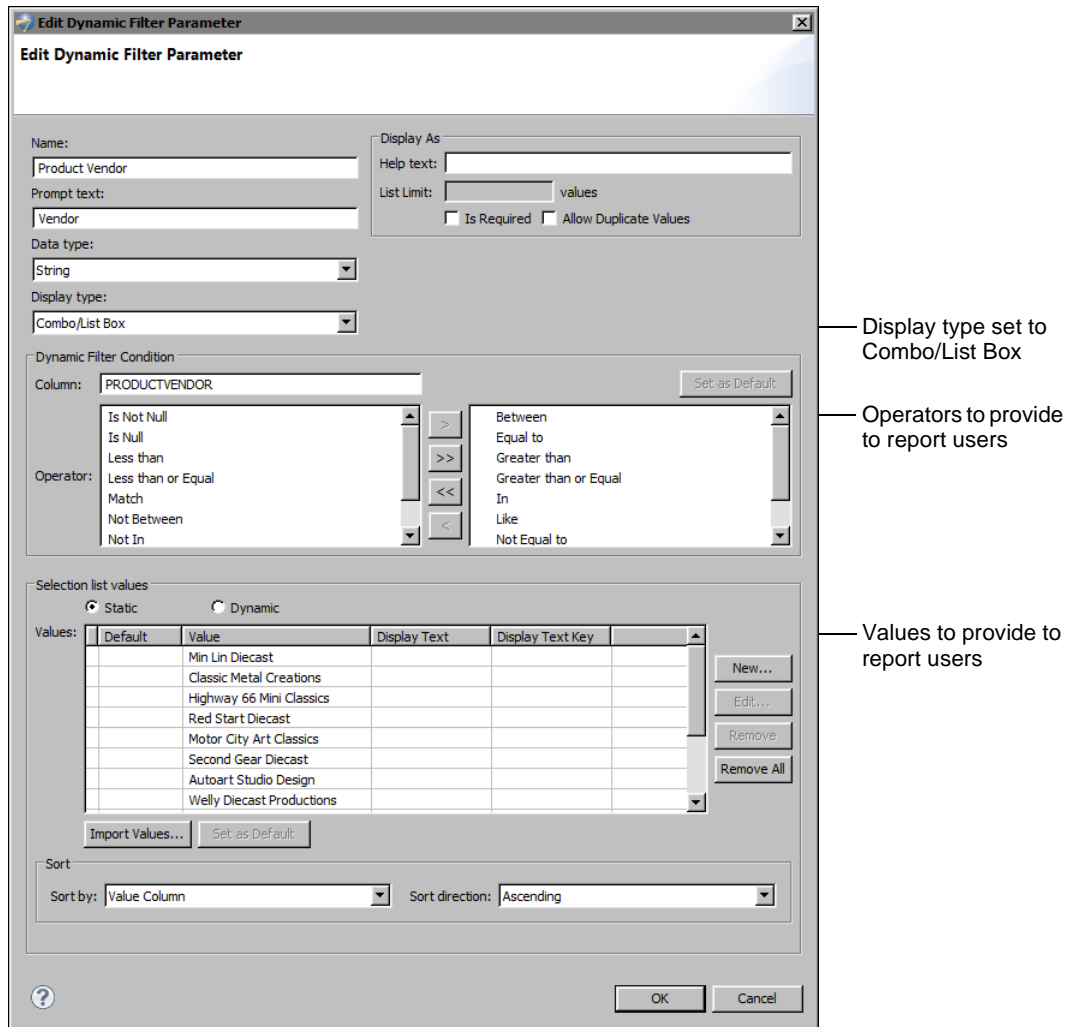 Edit Dynamic Filter Parameter
Edit Dynamic Filter Parameter
Name:
Product Vendor
Prompt text:
Vendor
Data type:
String
Display type:
Combo/List Box
Display As
Help text:
List Limit: values
Is Required Allow Duplicate Values
Display type set to
Combo/List Box
Dynamic Filter Condition
Column: PRODUCTVENDOR Set as Default
Operator:
Is Not Null
Is Null
Less than
Less than or Equal
Match
Not Between
Not In
>
>>
<<
<
Between
Equal to
Greater than
Greater than or Equal
In
Like
Not Equal to
Operators to provide
to report users
Selection list values
Static Dynamic
Values:
Default Value Display Text Display Text Key
Min Lin Diecast
Classic Metal Creations
Highway 66 Mini Classics
Red Start Diecast
Motor City Art Classics
Second Gear Diecast
Autoart Studio Design
Welly Diecast Productions
New...
Edit...
Remove
Remove All
Values to provide to
report users
Import Values... Set as Default
Sort
Sort by: Value Column Sort direction: Ascending
?
OK Cancel